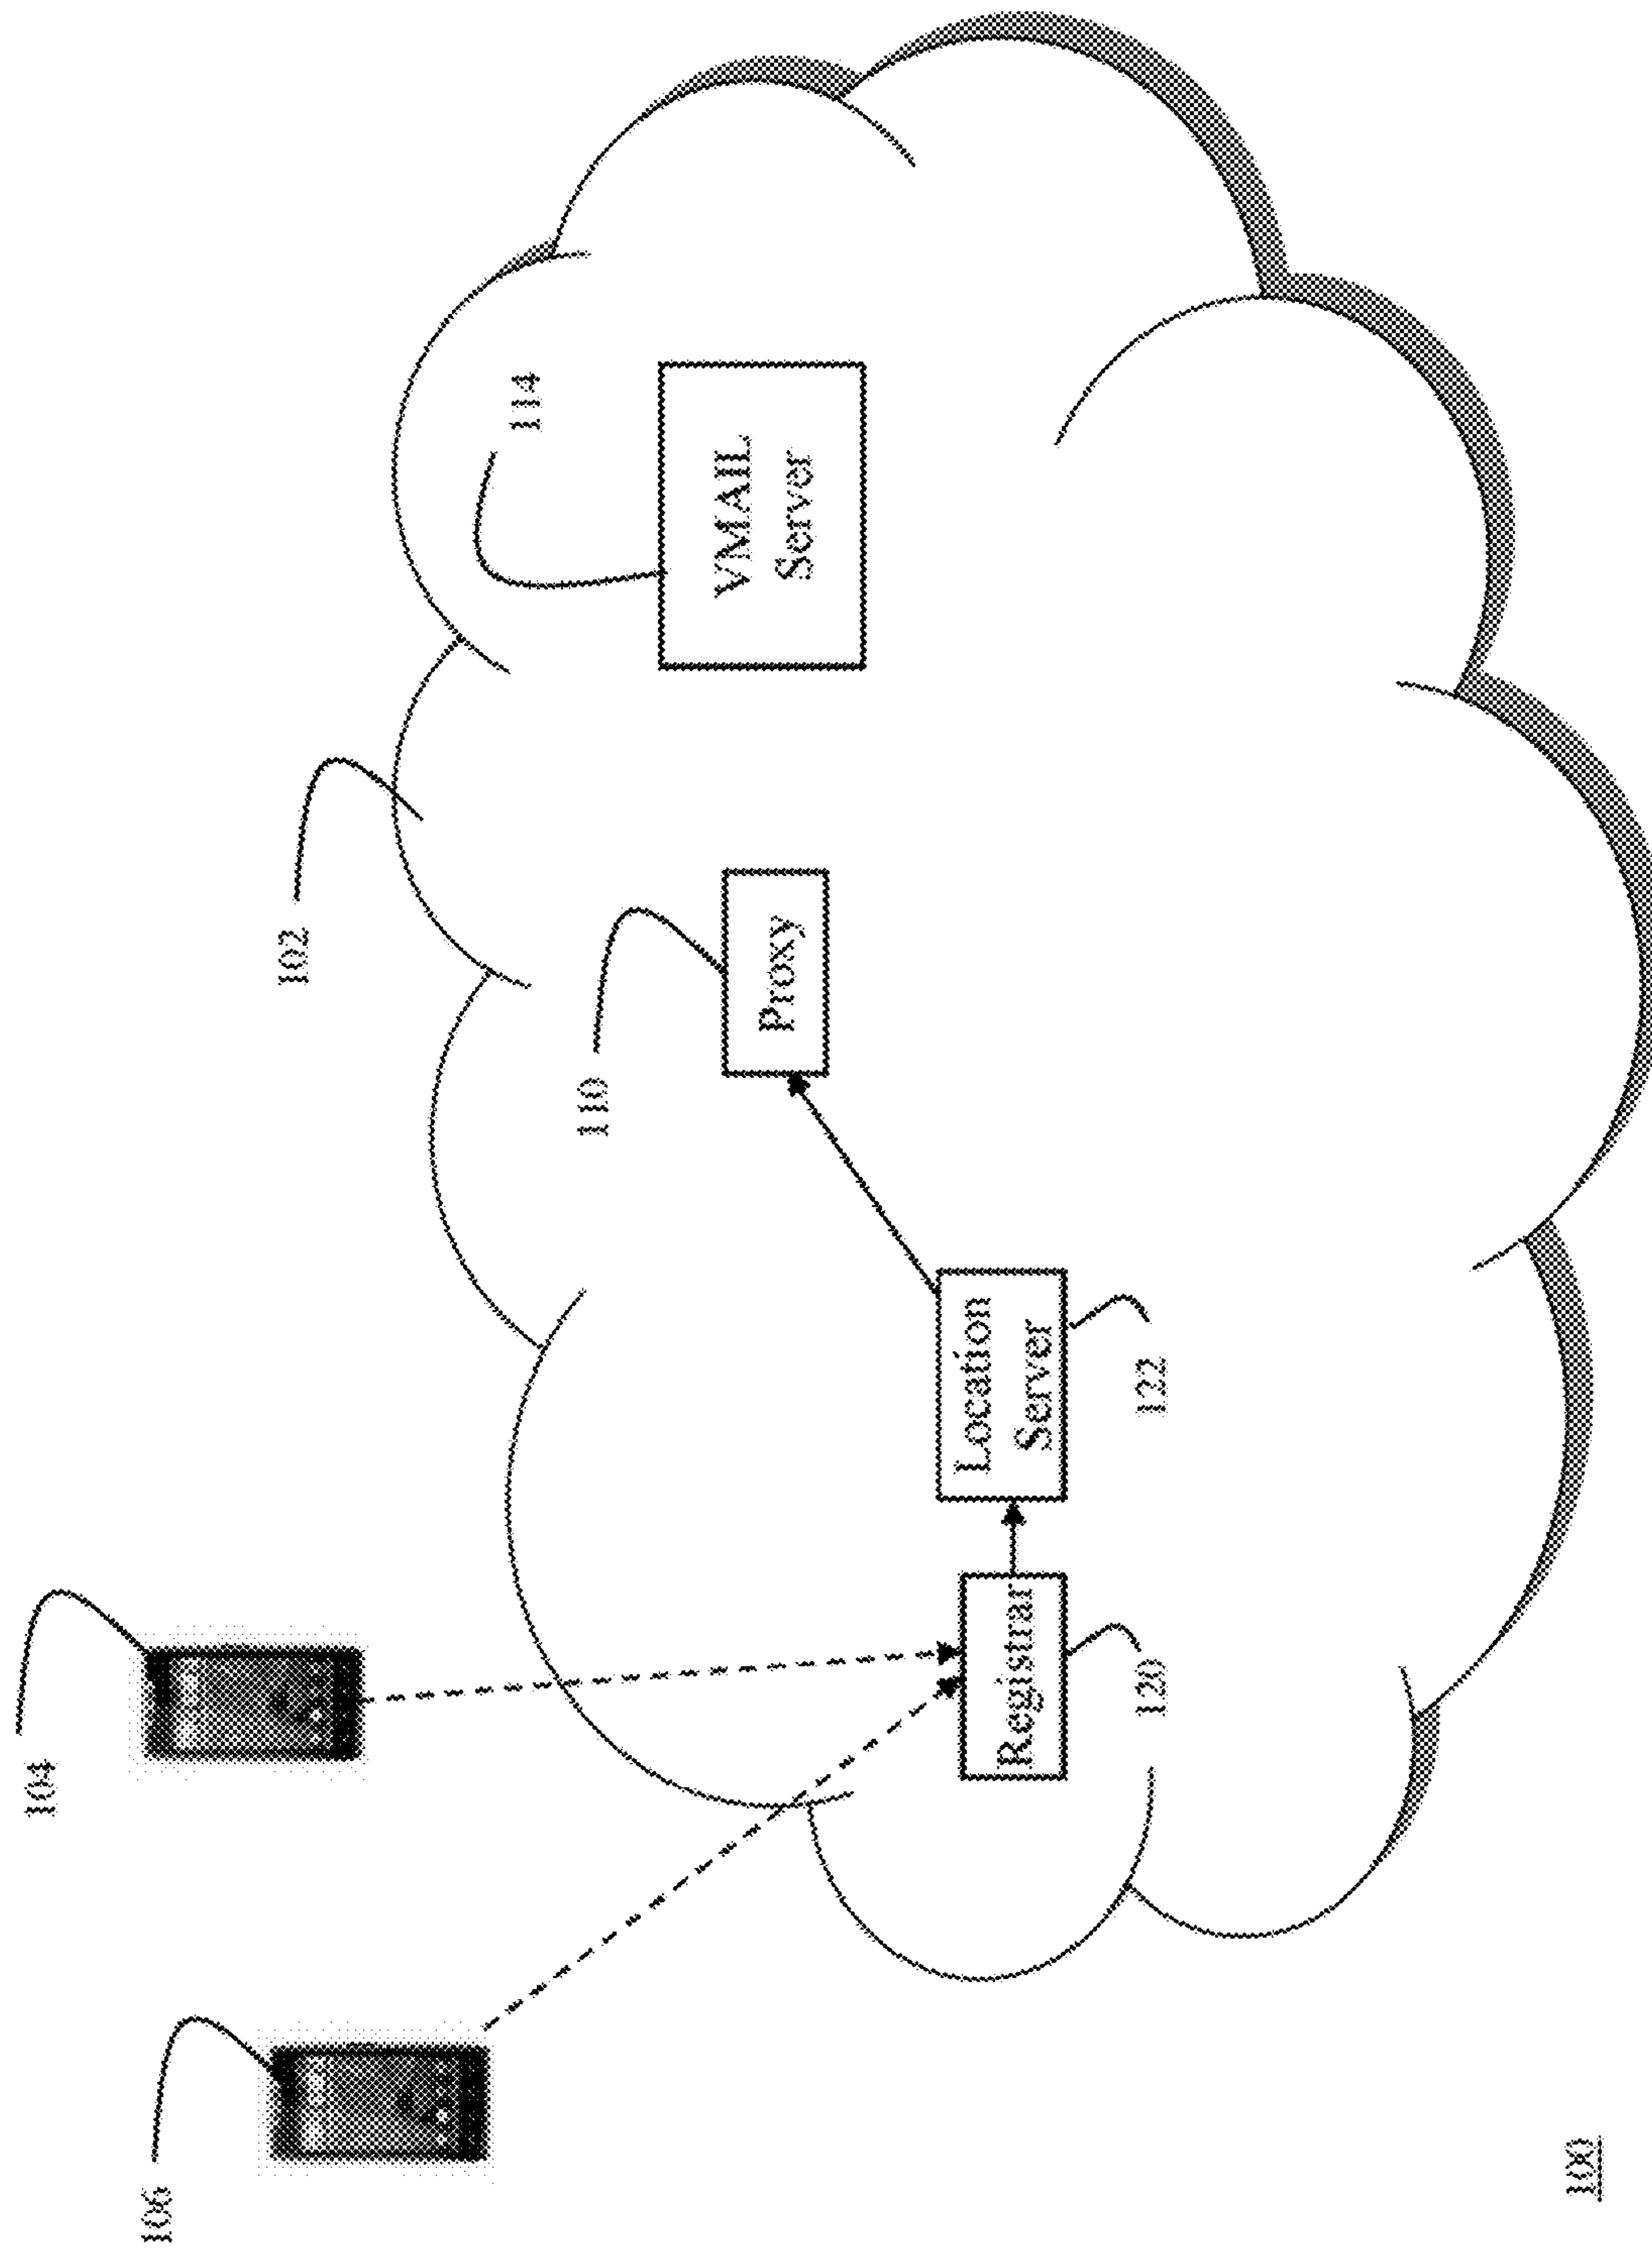 104
106
102
114
110
VMAIL
Server
Proxy
Location
Server
122
Registrar
120
100